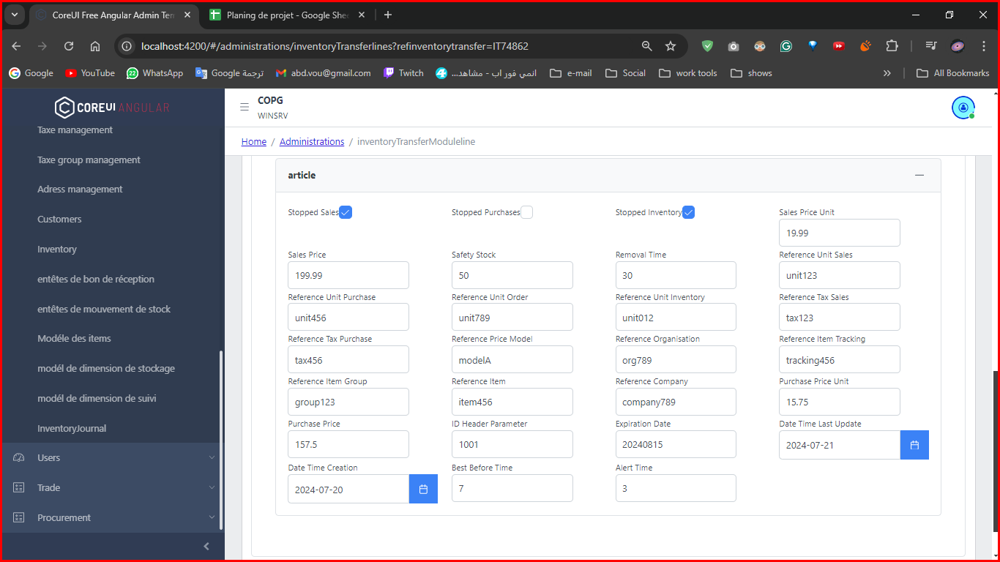 CoreUI Free Angular Admin Tem
Planing de projet - Google Shee
localhost:4200/#/administrations/inventoryTransferlines?refinventorytransfer=IT74862
Google
YouTube
22
WhatsApp
ترجمة Google
abd.vou@gmail.com
Twitch
انمي فور اب - مشاهد...
e-mail
Social
work tools
shows
All Bookmarks
COREUI ANGULAR
Taxe management
Taxe group management
Adress management
Customers
Inventory
entêtes de bon de réception
entêtes de mouvement de stock
Modéle des items
modél de dimension de stockage
modél de dimension de suivi
InventoryJournal
Users
Trade
Procurement
COPG
WINSRV
Home / Administrations / inventoryTransferModuleline
article
Stopped Sales
Stopped Purchases
Stopped Inventory
Sales Price Unit
19.99
Sales Price
199.99
Safety Stock
50
Removal Time
30
Reference Unit Sales
unit123
Reference Unit Purchase
unit456
Reference Unit Order
unit789
Reference Unit Inventory
unit012
Reference Tax Sales
tax123
Reference Tax Purchase
tax456
Reference Price Model
modelA
Reference Organisation
org789
Reference Item Tracking
tracking456
Reference Item Group
group123
Reference Item
item456
Reference Company
company789
Purchase Price Unit
15.75
Purchase Price
157.5
ID Header Parameter
1001
Expiration Date
20240815
Date Time Last Update
2024-07-21
Date Time Creation
2024-07-20
Best Before Time
7
Alert Time
3